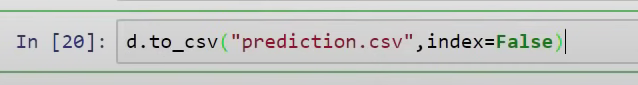 In [20]: d.to_csv("prediction.csv",index=False)